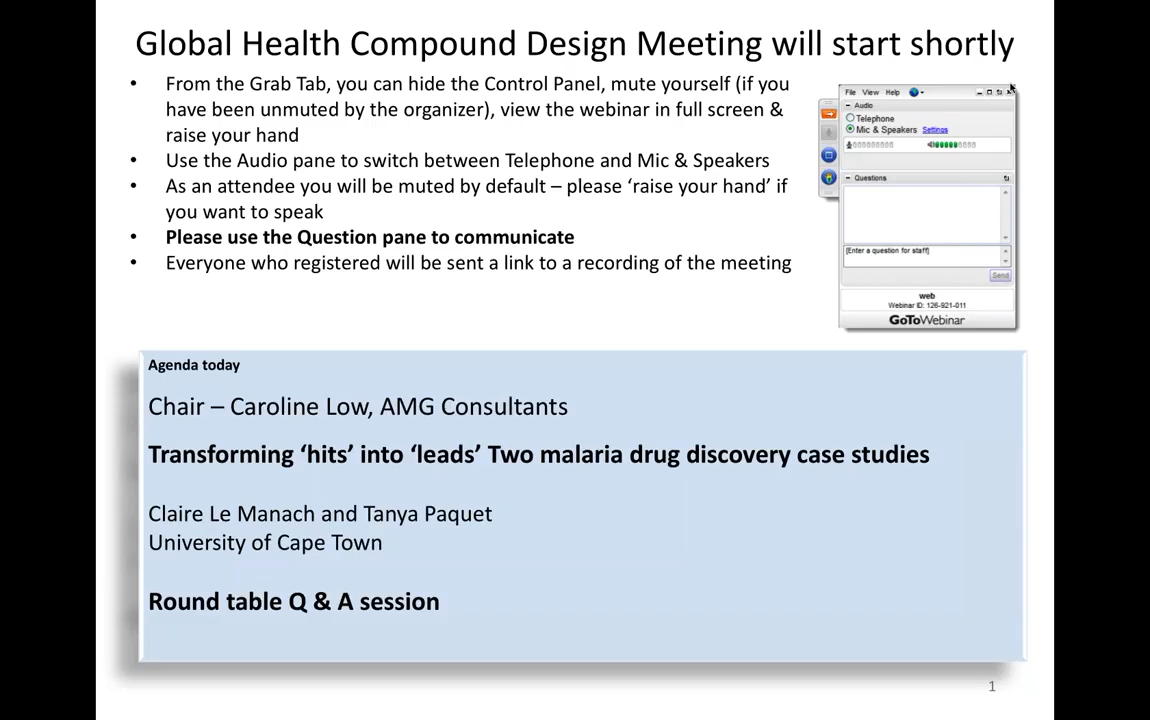 Global Health Compound Design Meeting will start shortly
• From the Grab Tab, you can hide the Control Panel, mute yourself (if you
have been unmuted by the organizer), view the webinar in full screen &
raise your hand
• Use the Audio pane to switch between Telephone and Mic & Speakers
• As an attendee you will be muted by default – please ‘raise your hand’ if
you want to speak
• Please use the Question pane to communicate
• Everyone who registered will be sent a link to a recording of the meeting
File View Help
Audio
Telephone
Mic & Speakers Settings
Questions
[Enter a question for staff]
Send
web
Webinar ID: 126-921-011
GoToWebinar
Agenda today
Chair – Caroline Low, AMG Consultants
Transforming ‘hits’ into ‘leads’ Two malaria drug discovery case studies
Claire Le Manach and Tanya Paquet
University of Cape Town
Round table Q & A session
1